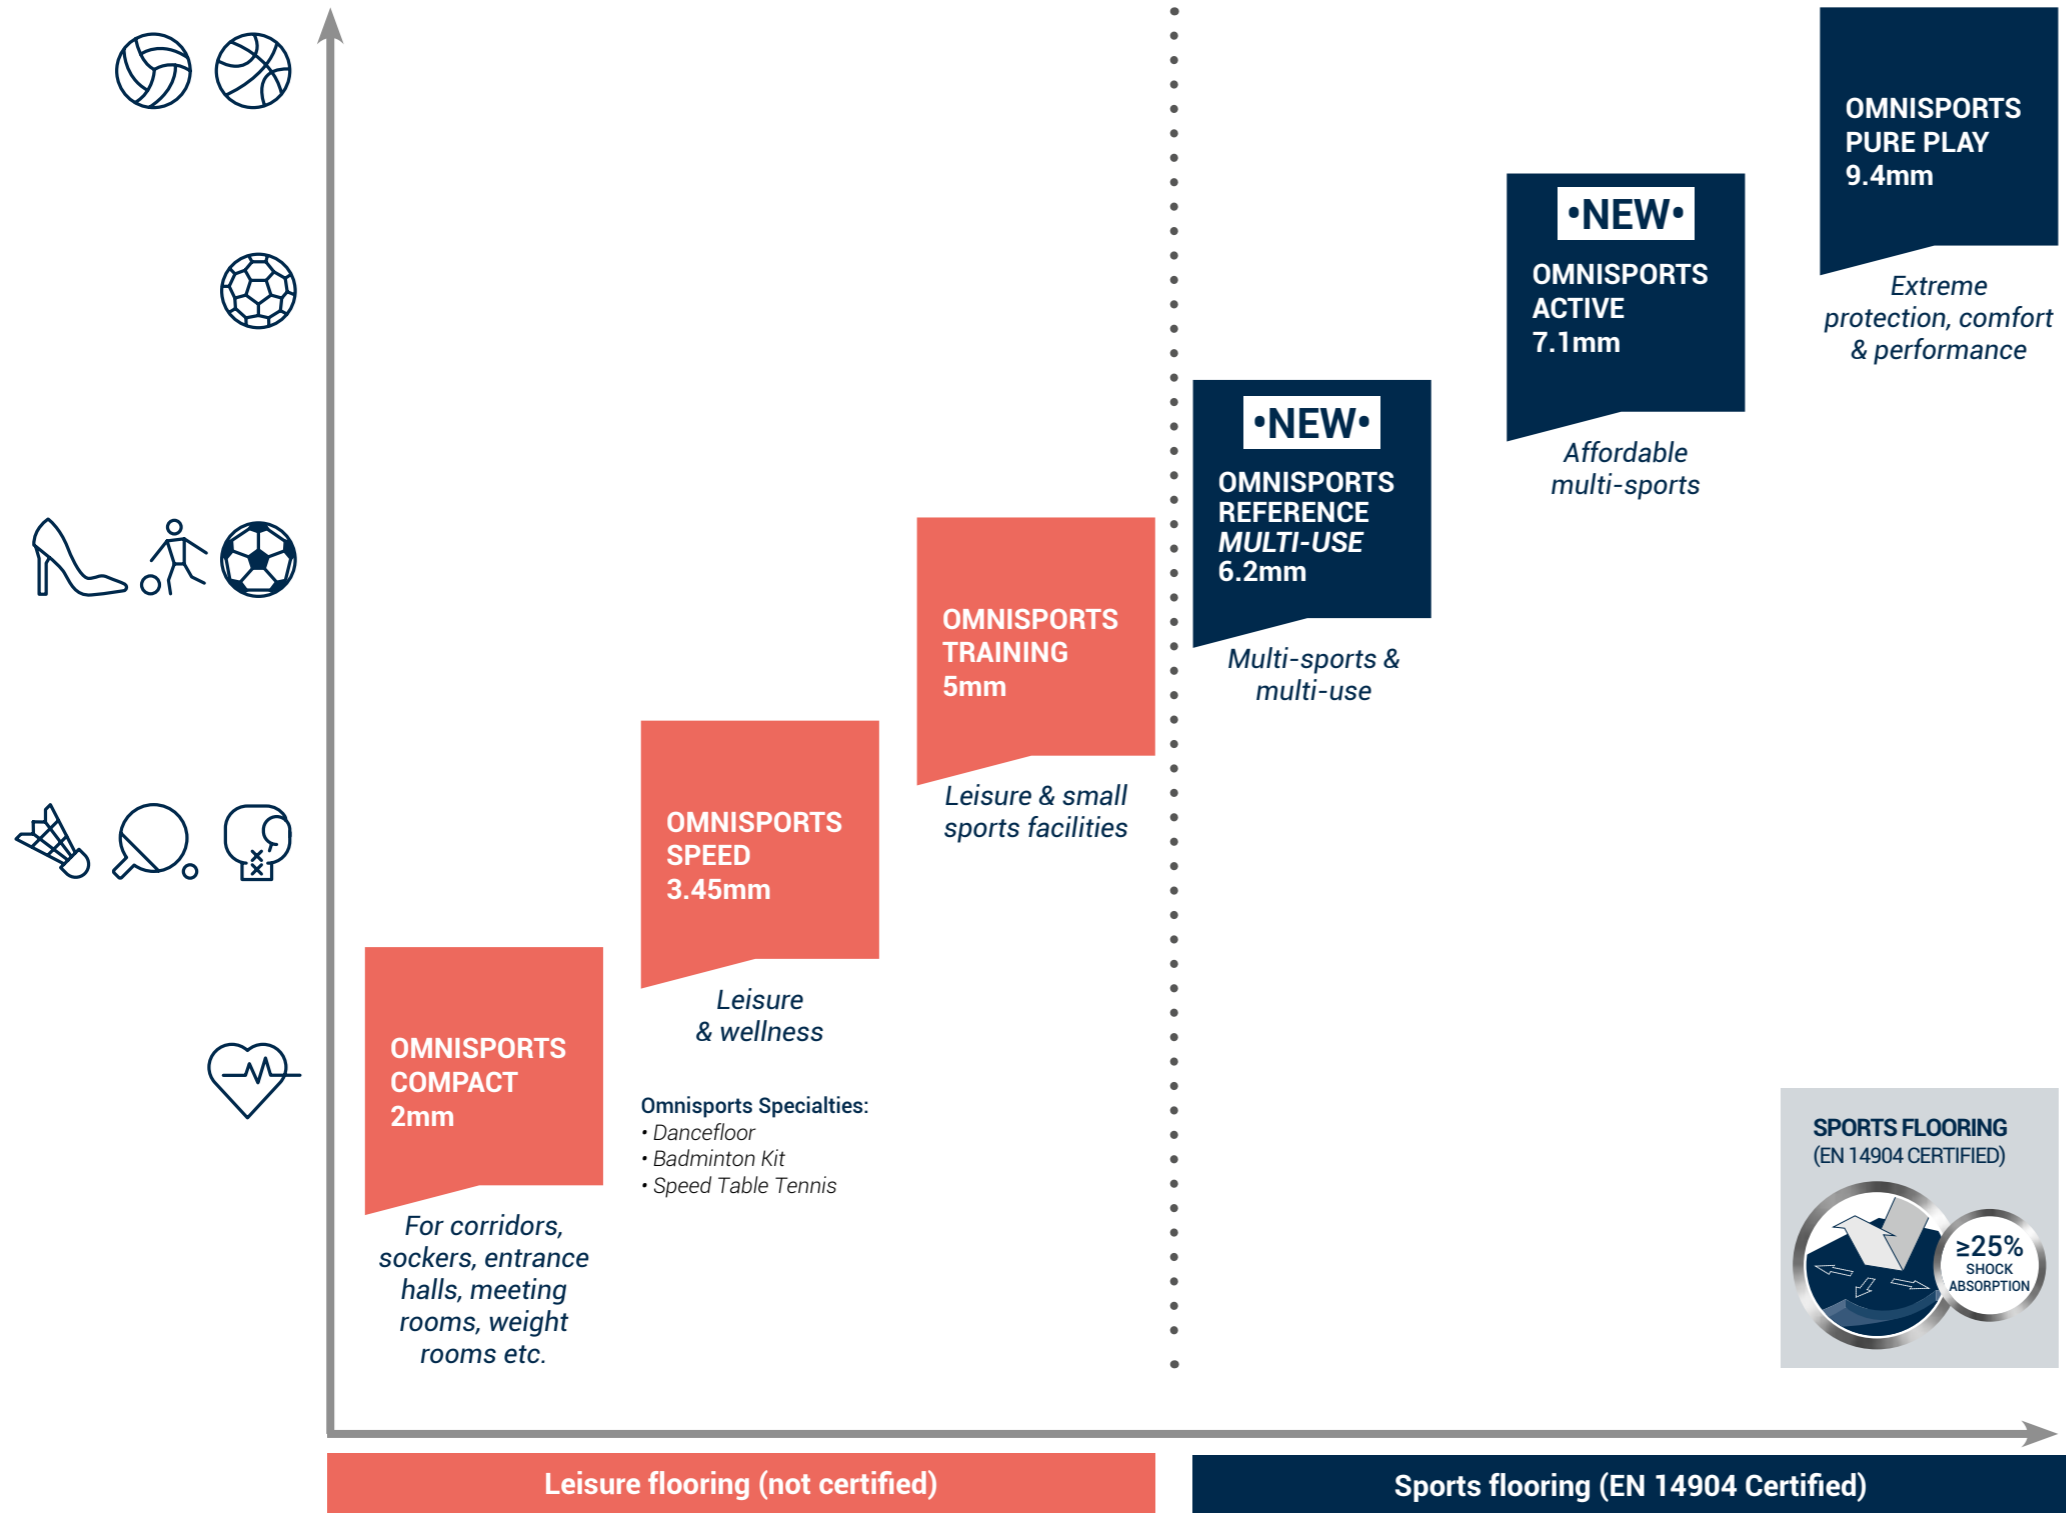 OMNISPORTS
PURE PLAY
9.4mm
Extreme
protection, comfort
& performance
•NEW•
OMNISPORTS
ACTIVE
7.1mm
Affordable
multi-sports
•NEW•
OMNISPORTS
REFERENCE
MULTI-USE
6.2mm
Multi-sports &
multi-use
OMNISPORTS
TRAINING
5mm
Leisure & small
sports facilities
OMNISPORTS
SPEED
3.45mm
Leisure
& wellness
Omnisports Specialties:
• Dancefloor
• Badminton Kit
• Speed Table Tennis
OMNISPORTS
COMPACT
2mm
For corridors,
sockers, entrance
halls, meeting
rooms, weight
rooms etc.
SPORTS FLOORING
(EN 14904 CERTIFIED)
≥25%
SHOCK
ABSORPTION
Leisure flooring (not certified)
Sports flooring (EN 14904 Certified)